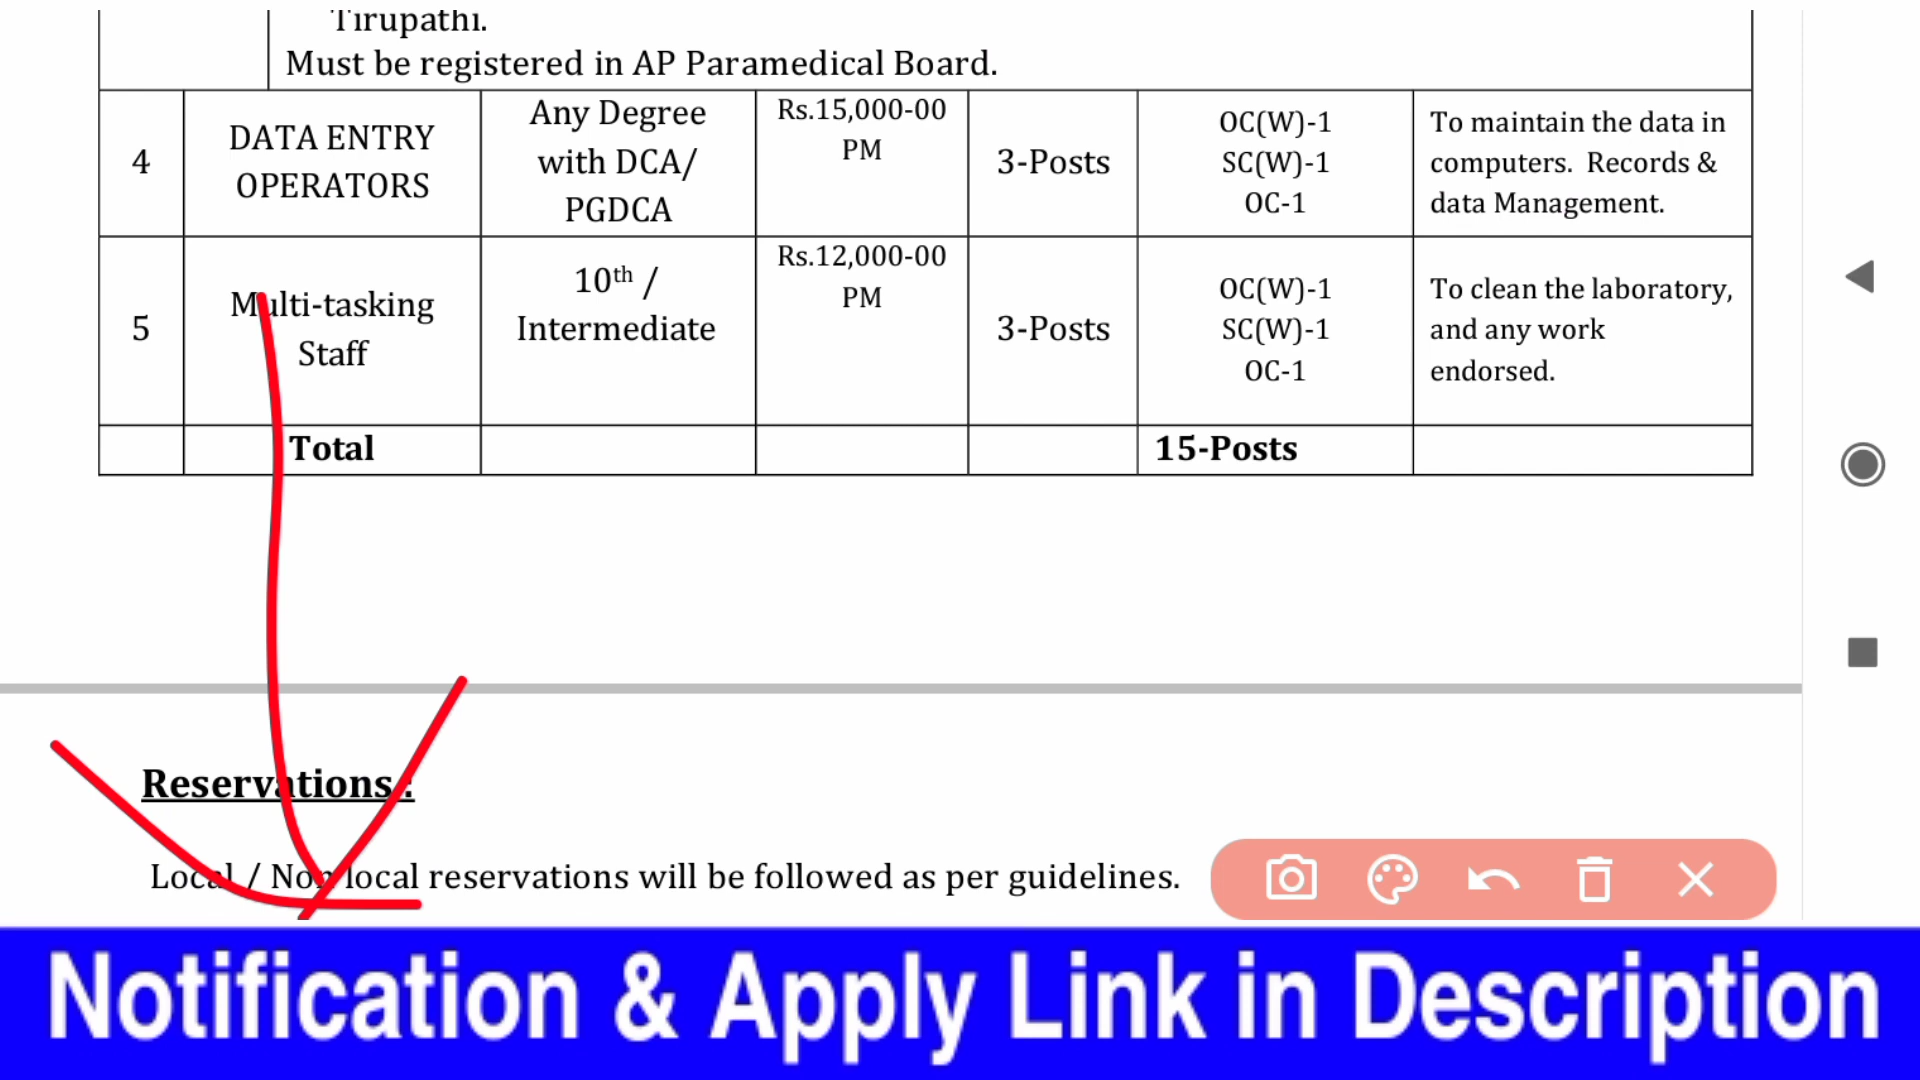 Tirupathi.
Must be registered in AP Paramedical Board.
4
DATA ENTRY
OPERATORS
Any Degree
with DCA/
PGDCA
Rs.15,000-00
PM
3-Posts
OC(W)-1
SC(W)-1
OC-1
To maintain the data in
computers. Records &
data Management.
5
Multi-tasking
Staff
10th /
Intermediate
Rs.12,000-00
PM
3-Posts
OC(W)-1
SC(W)-1
OC-1
To clean the laboratory,
and any work
endorsed.
Total
15-Posts
Reservations :
Local / Non local reservations will be followed as per guidelines.
Notification & Apply Link in Description